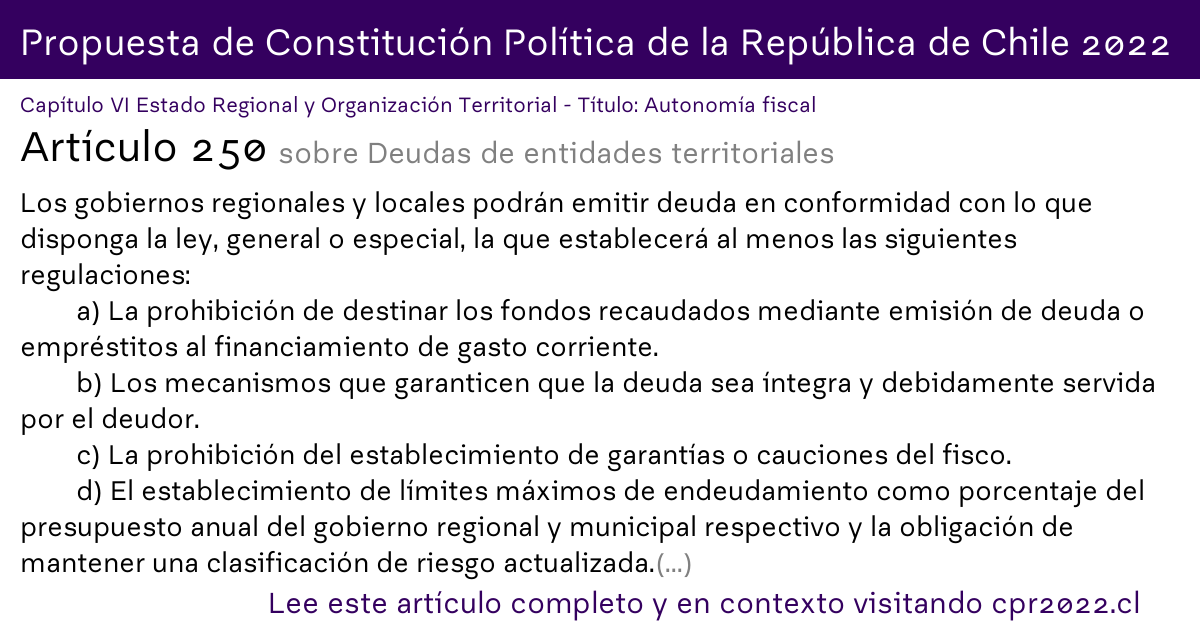 Propuesta de Constitución Política de la República de Chile 2022
Capítulo VI Estado Regional y Organización Territorial - Título: Autonomía fiscal
Artículo 250 sobre Deudas de entidades territoriales
Los gobiernos regionales y locales podrán emitir deuda en conformidad con lo que
disponga la ley, general o especial, la que establecerá al menos las siguientes
regulaciones:
a) La prohibición de destinar los fondos recaudados mediante emisión de deuda o
empréstitos al financiamiento de gasto corriente.
b) Los mecanismos que garanticen que la deuda sea íntegra y debidamente servida
por el deudor.
c) La prohibición del establecimiento de garantías o cauciones del fisco.
d) El establecimiento de límites máximos de endeudamiento como porcentaje del
presupuesto anual del gobierno regional y municipal respectivo y la obligación de
mantener una clasificación de riesgo actualizada.(...)
Lee este artículo completo y en contexto visitando cpr2022.cl